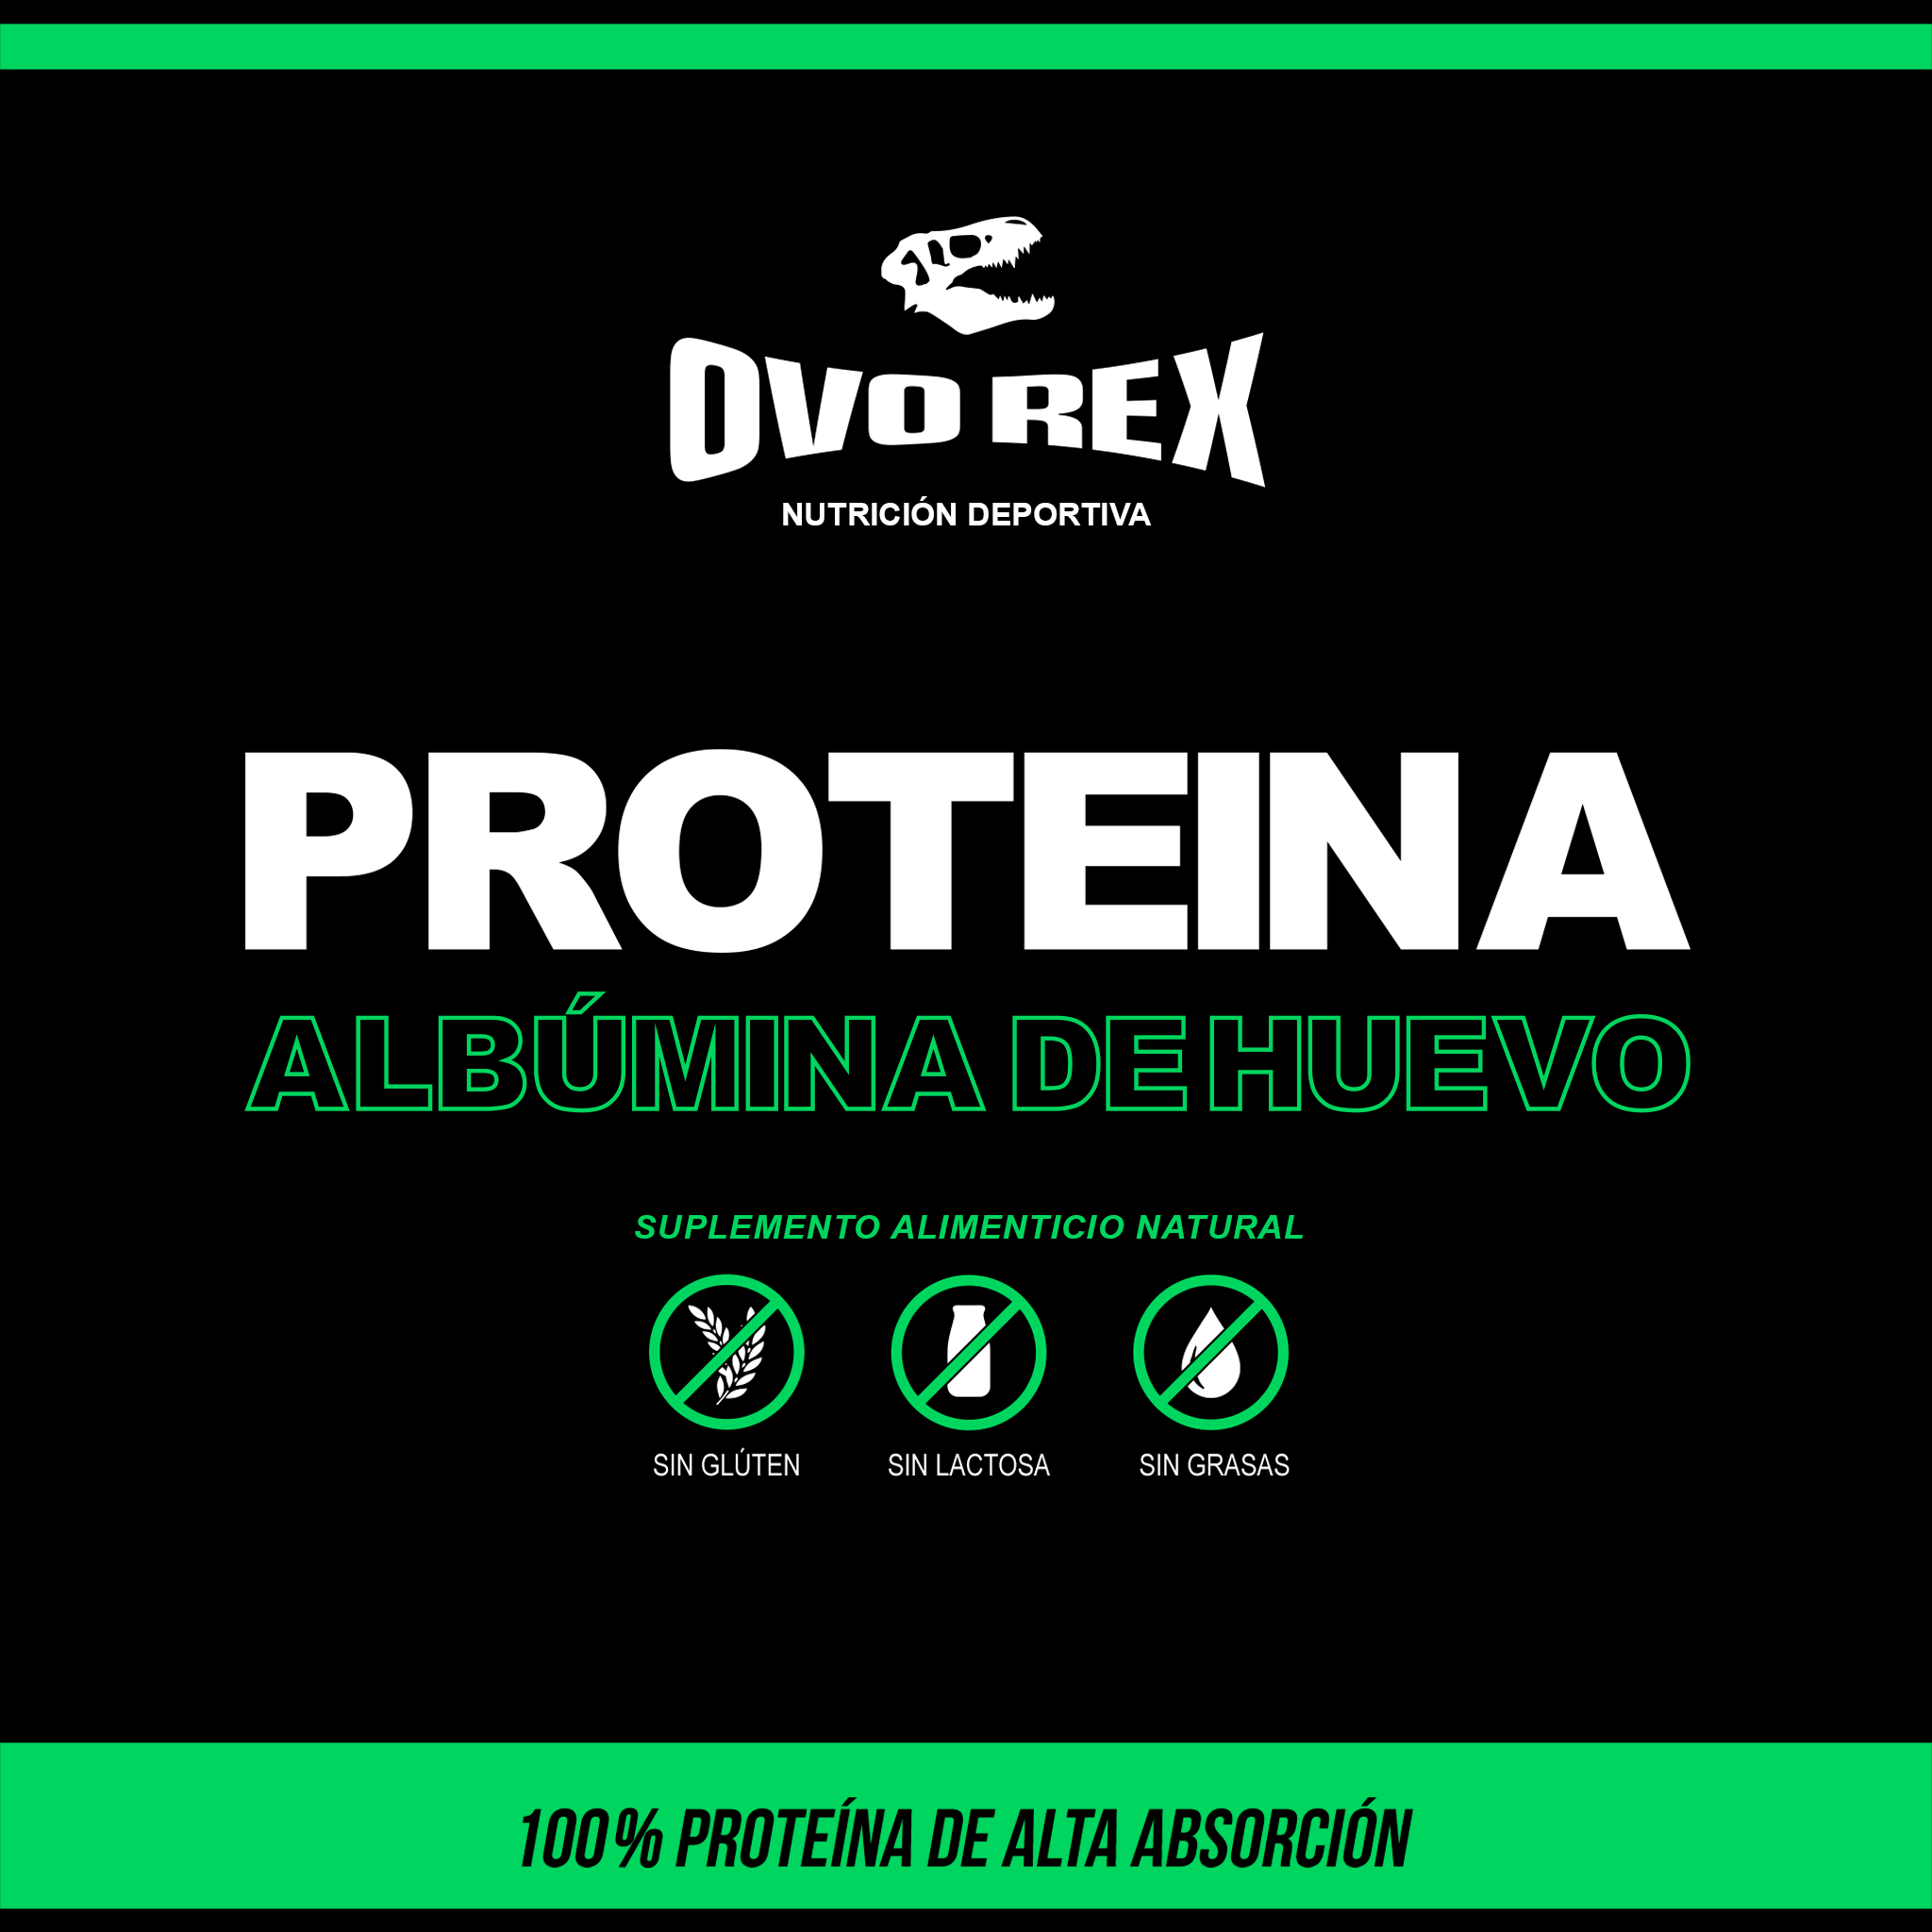 OVO REX
NUTRICIÓN DEPORTIVA
PROTEINA
ALBÚMINA DE HUEVO
SUPLEMENTO ALIMENTICIO NATURAL
SIN GLÚTEN SIN LACTOSA SIN GRASAS
100% PROTEÍNA DE ALTA ABSORCIÓN